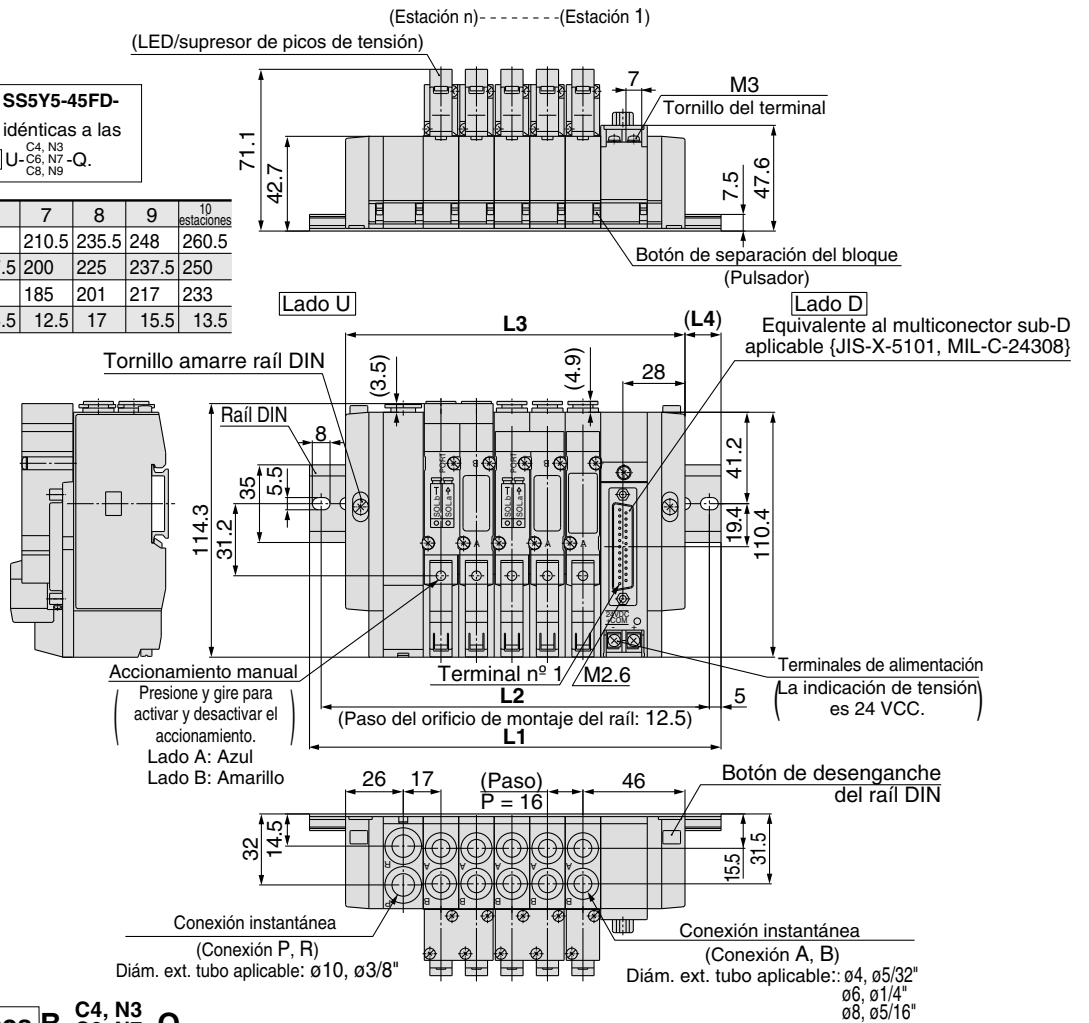 (Estación n)--------(Estación 1)
(LED/supresor de picos de tensión)
SS5Y5-45FD-
idénticas a las
U-C4, N3 C6, N7 C8, N9-Q.
71.1
42.7
7
M3
Tornillo del terminal
7.5
47.6
Botón de separación del bloque
(Pulsador)
7 8 9 10 estaciones
210.5 235.5 248 260.5
.5 200 225 237.5 250
185 201 217 233
.5 12.5 17 15.5 13.5
Lado U
L3
(L4)
Lado D
Equivalente al multiconector sub-D
aplicable {JIS-X-5101, MIL-C-24308}
Tornillo amarre raíl DIN
(3.5)
(4.9)
28
Raíl DIN
8
35
5.5
114.3
31.2
41.2
19.4
110.4
PORT
SOLb
SOLa
B
A
PORT
SOLb
SOLa
B
A
A
24VDC
COM
- +
Accionamiento manual
(Presione y gire para
activar y desactivar el
accionamiento.)
Lado A: Azul
Lado B: Amarillo
Terminal nº 1
M2.6
L2
5
(Paso del orificio de montaje del raíl: 12.5)
L1
Terminales de alimentación
(La indicación de tensión
es 24 VCC.)
26
17
(Paso)
P = 16
46
Botón de desenganche
del raíl DIN
32
14.5
15.5
31.5
R A A A A A
P B B B B B
Conexión instantánea
(Conexión P, R)
Diám. ext. tubo aplicable: ø10, ø3/8"
Conexión instantánea
(Conexión A, B)
Diám. ext. tubo aplicable:: ø4, ø5/32"
ø6, ø1/4"
ø8, ø5/16"
B C4, N3